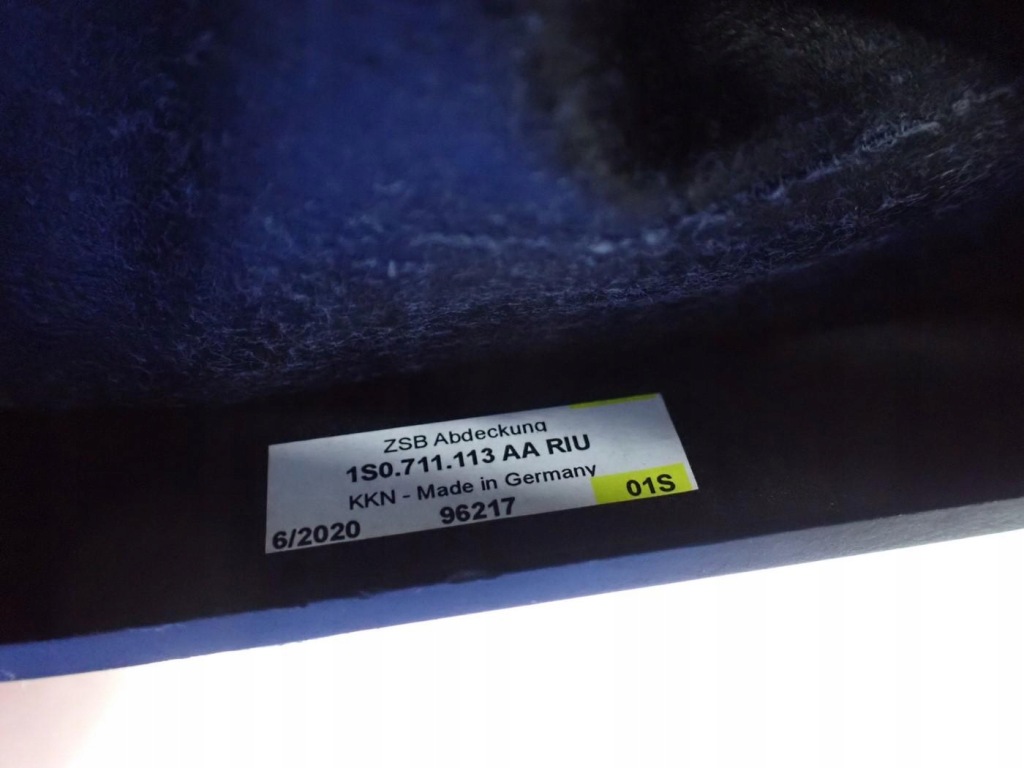 ZSB Abdeckung
1S0.711.113 AA RIU
KKN - Made in Germany
01S
6/2020 96217